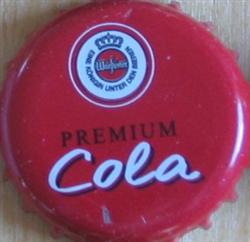 EINE KÖNIGIN UNTER DEN BIEREN
Warsteiner
PREMIUM
Cola